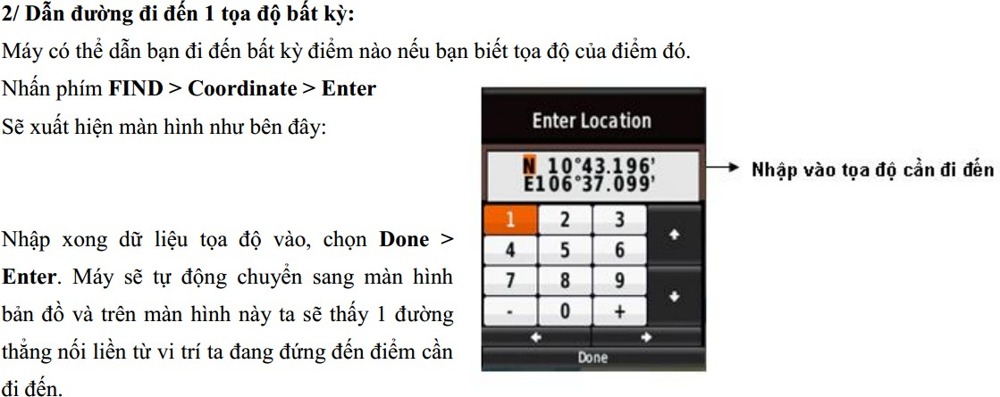 2/ Dẫn đường đi đến 1 tọa độ bất kỳ:
Máy có thể dẫn bạn đi đến bất kỳ điểm nào nếu bạn biết tọa độ của điểm đó.
Nhấn phím FIND > Coordinate > Enter
Sẽ xuất hiện màn hình như bên đây:
Enter Location
N 10°43.196'
E106°37.099'
Nhập vào tọa độ cần đi đến
1 2 3
4 5 6
7 8 9
- 0 +
Done
Nhập xong dữ liệu tọa độ vào, chọn Done >
Enter. Máy sẽ tự động chuyển sang màn hình
bản đồ và trên màn hình này ta sẽ thấy 1 đường
thẳng nối liền từ vi trí ta đang đứng đến điểm cần
đi đến.